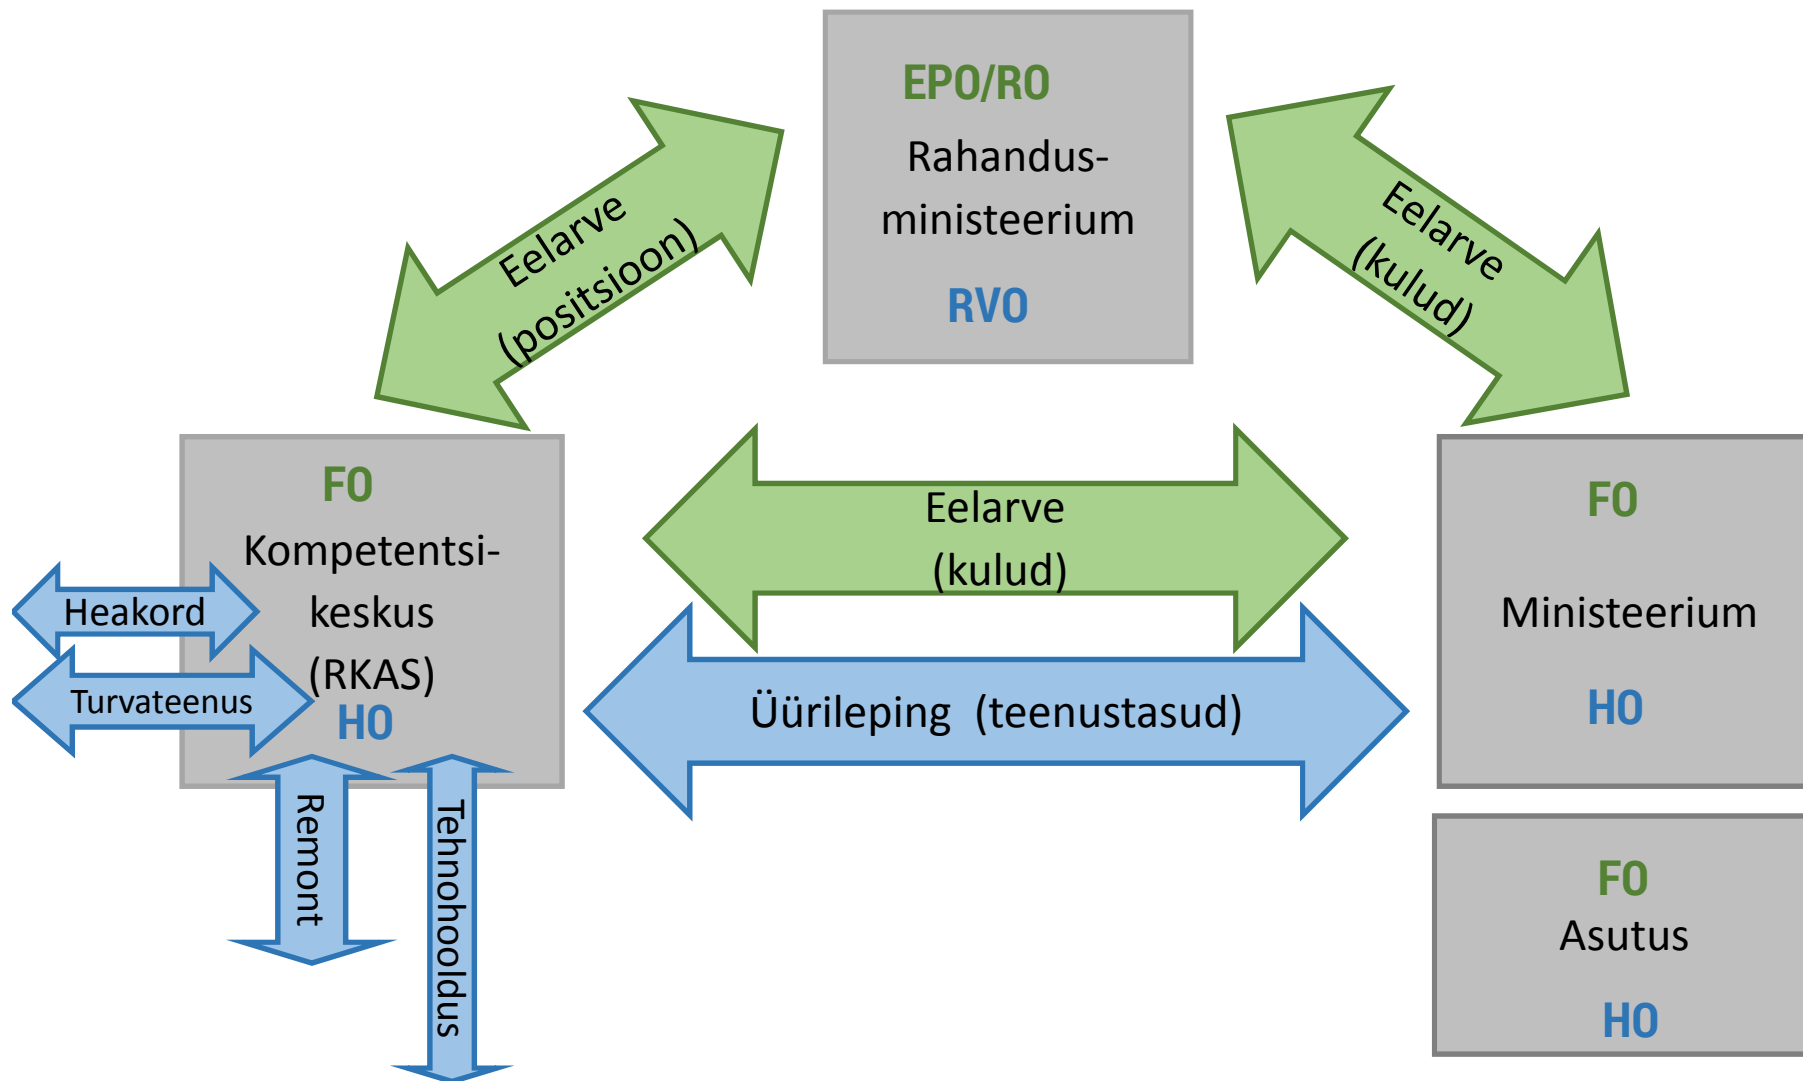 EPO/RO
Rahandus-
ministeerium
RVO
Eelarve
(positsioon)
Eelarve
(kulud)
FO
Kompetentsi-
keskus
(RKAS)
HO
Heakord
Turvateenus
Remont
Tehnohooldus
Eelarve
(kulud)
Üürileping (teenustasud)
FO
Ministeerium
HO
FO
Asutus
HO